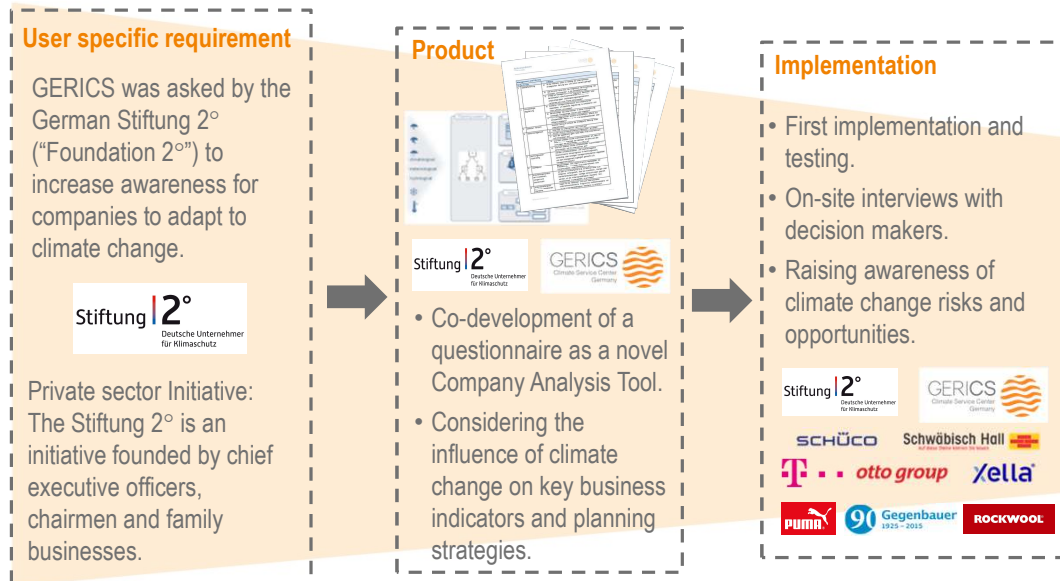 User specific requirement
GERICS was asked by the
German Stiftung 2°
(“Foundation 2°”) to
increase awareness for
companies to adapt to
climate change.
Stiftung 2°
Deutsche Unternehmer
für Klimaschutz
Private sector Initiative:
The Stiftung 2° is an
initiative founded by chief
executive officers,
chairmen and family
businesses.
Product
Stiftung 2°
Deutsche Unternehmer
für Klimaschutz
GERICS
Climate Service Center
Germany
• Co-development of a
questionnaire as a novel
Company Analysis Tool.
• Considering the
influence of climate
change on key business
indicators and planning
strategies.
Implementation
• First implementation and
testing.
• On-site interviews with
decision makers.
• Raising awareness of
climate change risks and
opportunities.
Stiftung 2°
Deutsche Unternehmer
für Klimaschutz
GERICS
Climate Service Center
Germany
SCHÜCO
Schwäbisch Hall
T
otto group
xella
PUMA
90 Gegenbauer
1925 – 2015
ROCKWOOL